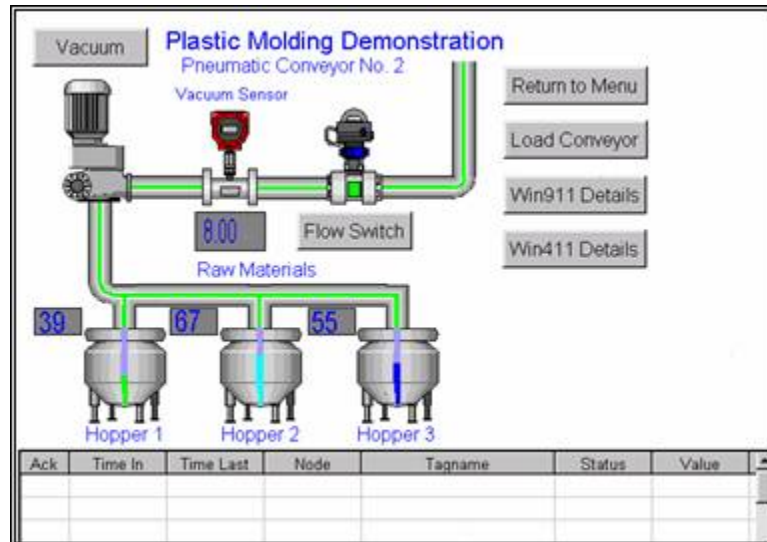 Vacuum
Plastic Molding Demonstration
Pneumatic Conveyor No. 2
Vacuum Sensor
Return to Menu
Load Conveyor
Win911 Details
8.00
Flow Switch
Win411 Details
Raw Materials
39
67
55
Hopper 1
Hopper 2
Hopper 3
Ack Time In Time Last Node Tagname Status Value